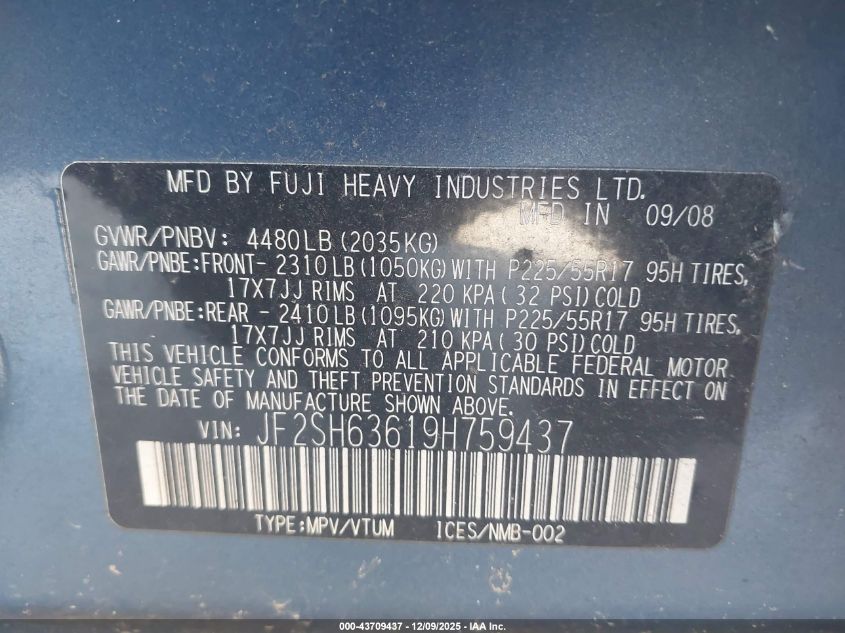 MFD BY FUJI HEAVY INDUSTRIES LTD.
MFD IN 09/08
GVWR/PNBV: 4480LB (2035KG)
GAWR/PNBE:FRONT- 2310LB (1050KG) WITH P225/55R17 95H TIRES,
17X7JJ RIMS AT 220 KPA (32 PSI) COLD
GAWR/PNBE:REAR - 2410LB (1095KG) WITH P225/55R17 95H TIRES,
17X7JJ RIMS AT 210 KPA (30 PSI) COLD
THIS VEHICLE CONFORMS TO ALL APPLICABLE FEDERAL MOTOR
VEHICLE SAFETY AND THEFT PREVENTION STANDARDS IN EFFECT ON
THE DATE OF MANUFACTURE SHOWN ABOVE.
VIN: JF2SH63619H759437
TYPE:MPV/VTUM ICES/NMB-002
000-43709437 - 12/09/2025 - IAA Inc.